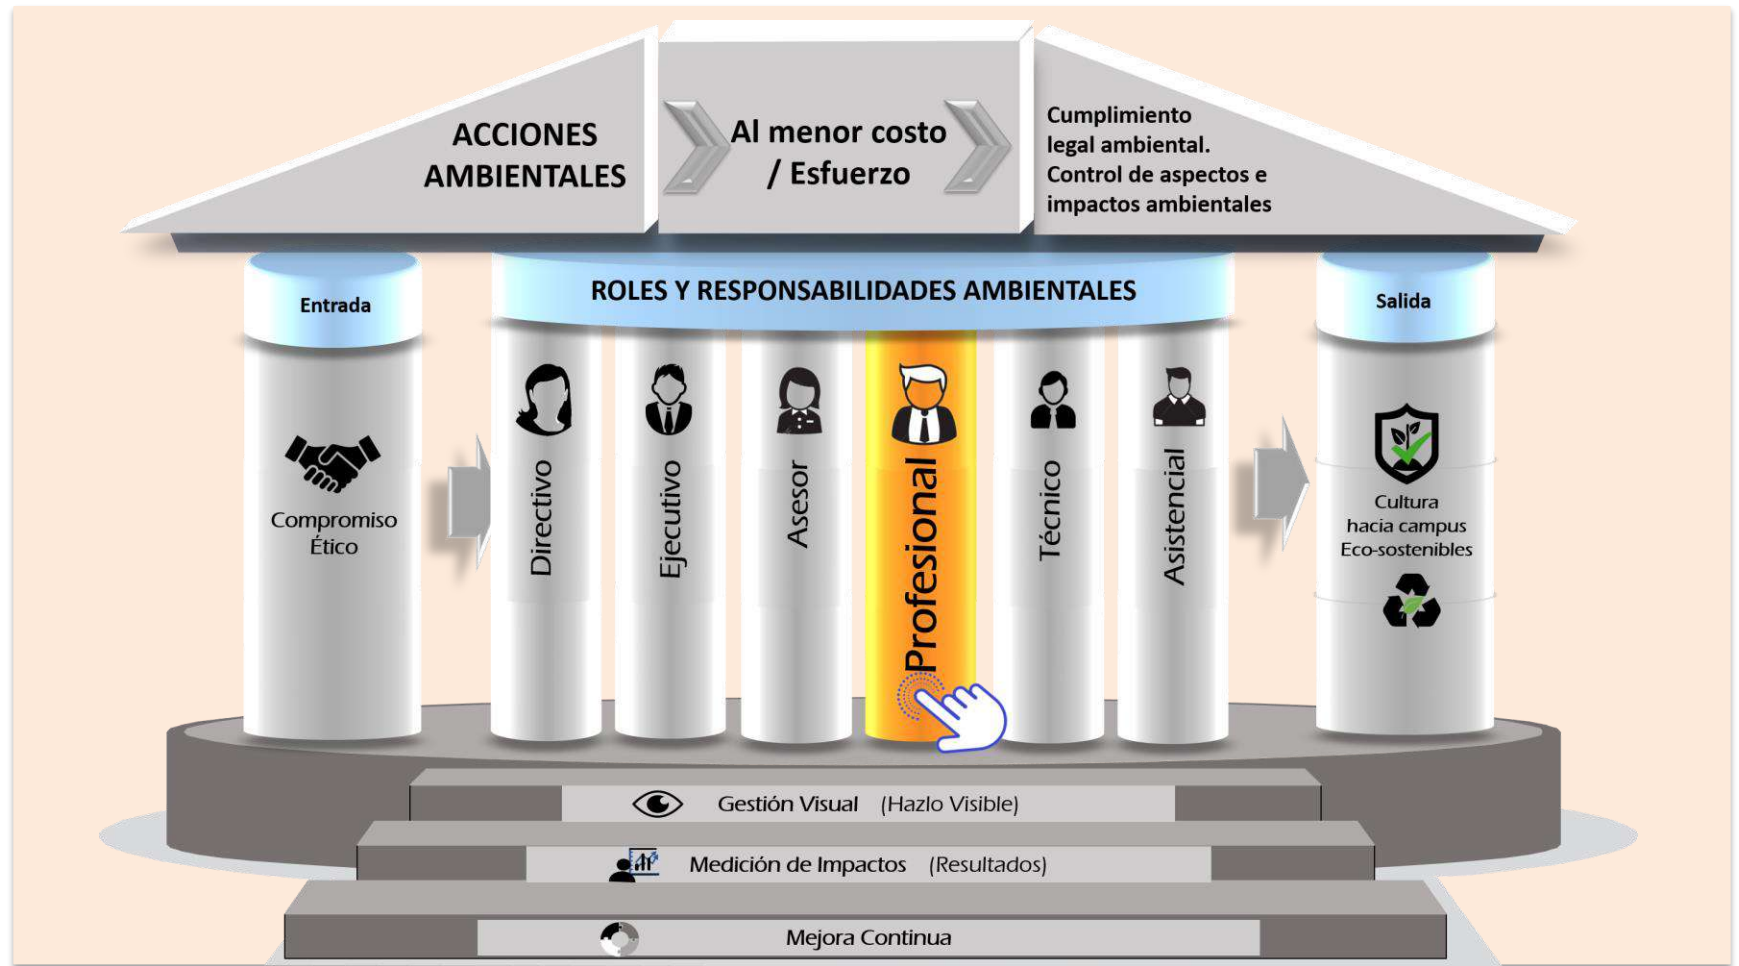 ACCIONES
AMBIENTALES
Al menor costo
/ Esfuerzo
Cumplimiento
legal ambiental.
Control de aspectos e
impactos ambientales
Entrada
ROLES Y RESPONSABILIDADES AMBIENTALES
Salida
Compromiso
Ético
Directivo
Ejecutivo
Asesor
Profesional
Técnico
Asistencial
Cultura
hacia campus
Eco-sostenibles
Gestión Visual (Hazlo Visible)
Medición de Impactos (Resultados)
Mejora Continua